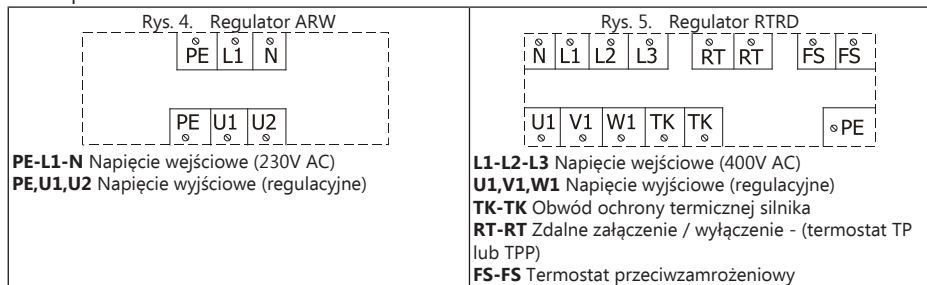 Rys. 4. Regulator ARW
PE L1 N
PE U1 U2
PE-L1-N Napięcie wejściowe (230V AC)
PE,U1,U2 Napięcie wyjściowe (regulacyjne)
Rys. 5. Regulator RTRD
N L1 L2 L3 RT RT FS FS
U1 V1 W1 TK TK PE
L1-L2-L3 Napięcie wejściowe (400V AC)
U1,V1,W1 Napięcie wyjściowe (regulacyjne)
TK-TK Obwód ochrony termicznej silnika
RT-RT Zdalne załączenie / wyłączenie - (termostat TP
lub TPP)
FS-FS Termostat przeciwzamrożeniowy